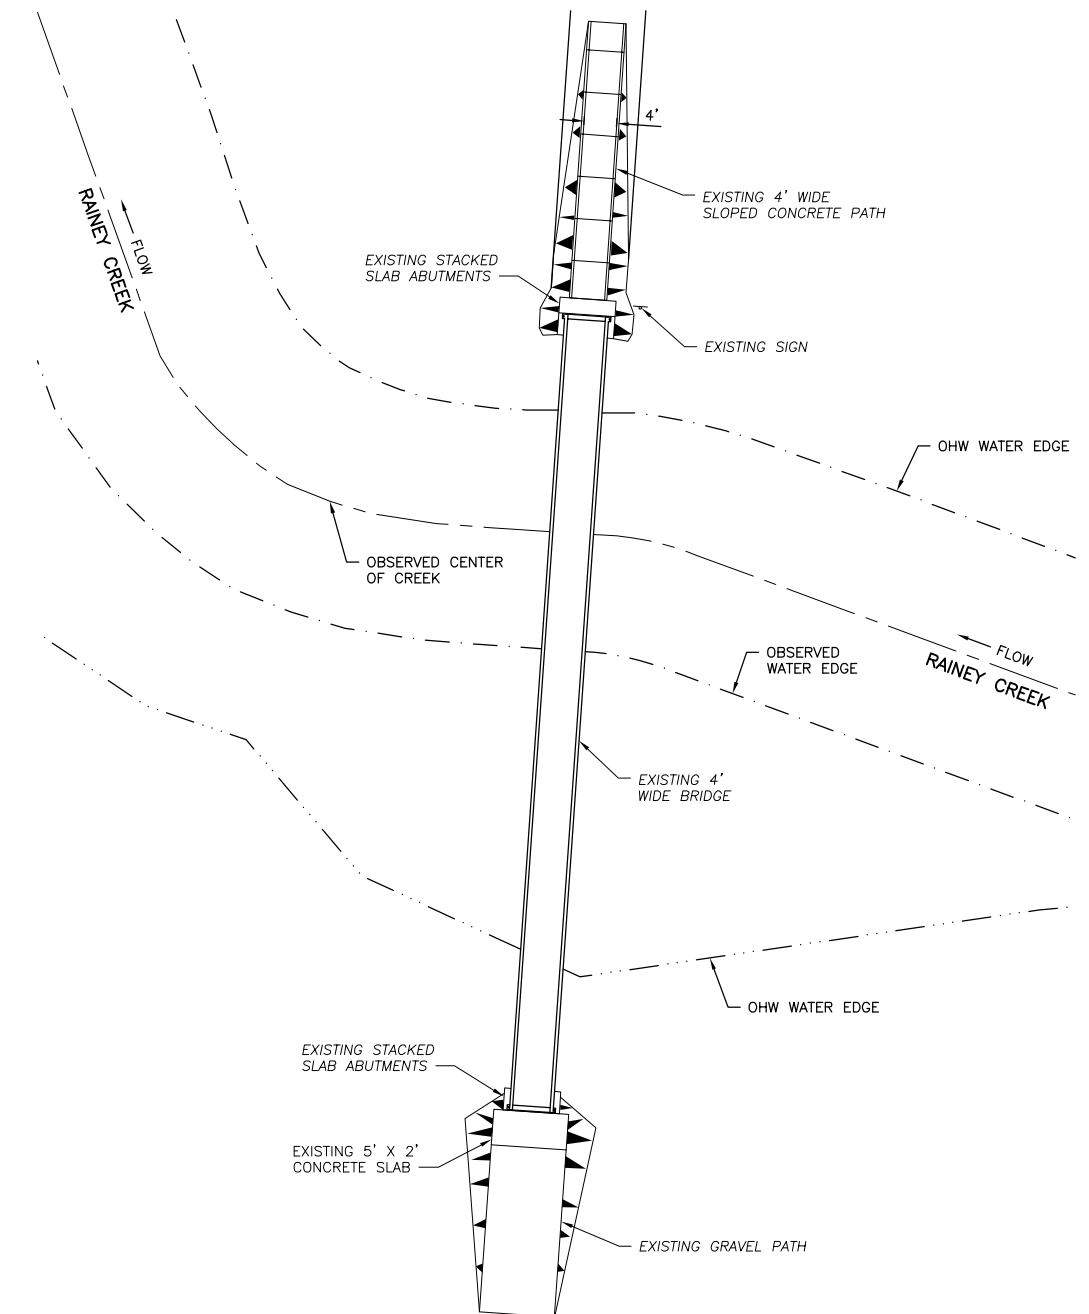 4'
EXISTING 4' WIDE
SLOPED CONCRETE PATH
RAINEY CREEK
FLOW
EXISTING STACKED
SLAB ABUTMENTS
EXISTING SIGN
OHW WATER EDGE
OBSERVED CENTER
OF CREEK
FLOW
RAINEY CREEK
OBSERVED
WATER EDGE
EXISTING 4'
WIDE BRIDGE
OHW WATER EDGE
EXISTING STACKED
SLAB ABUTMENTS
EXISTING 5' X 2'
CONCRETE SLAB
EXISTING GRAVEL PATH